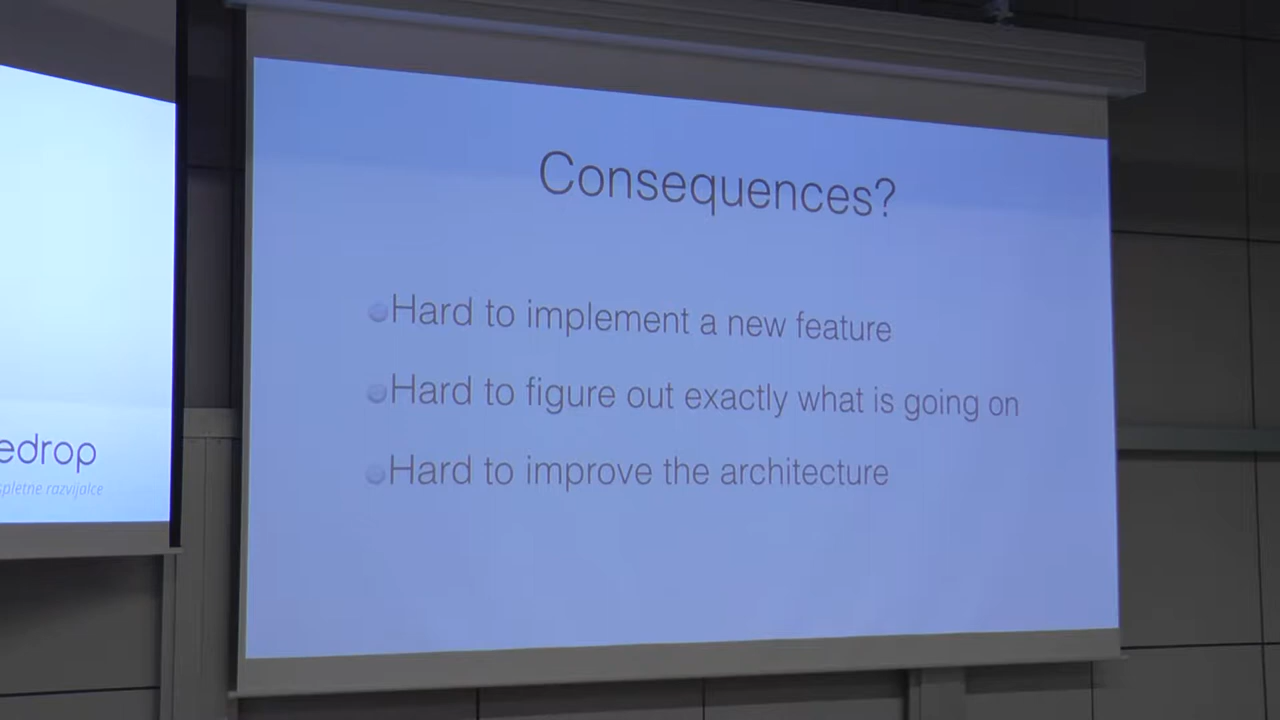 Consequences?
Hard to implement a new feature
Hard to figure out exactly what is going on
Hard to improve the architecture
edrop
spletne razvijalce